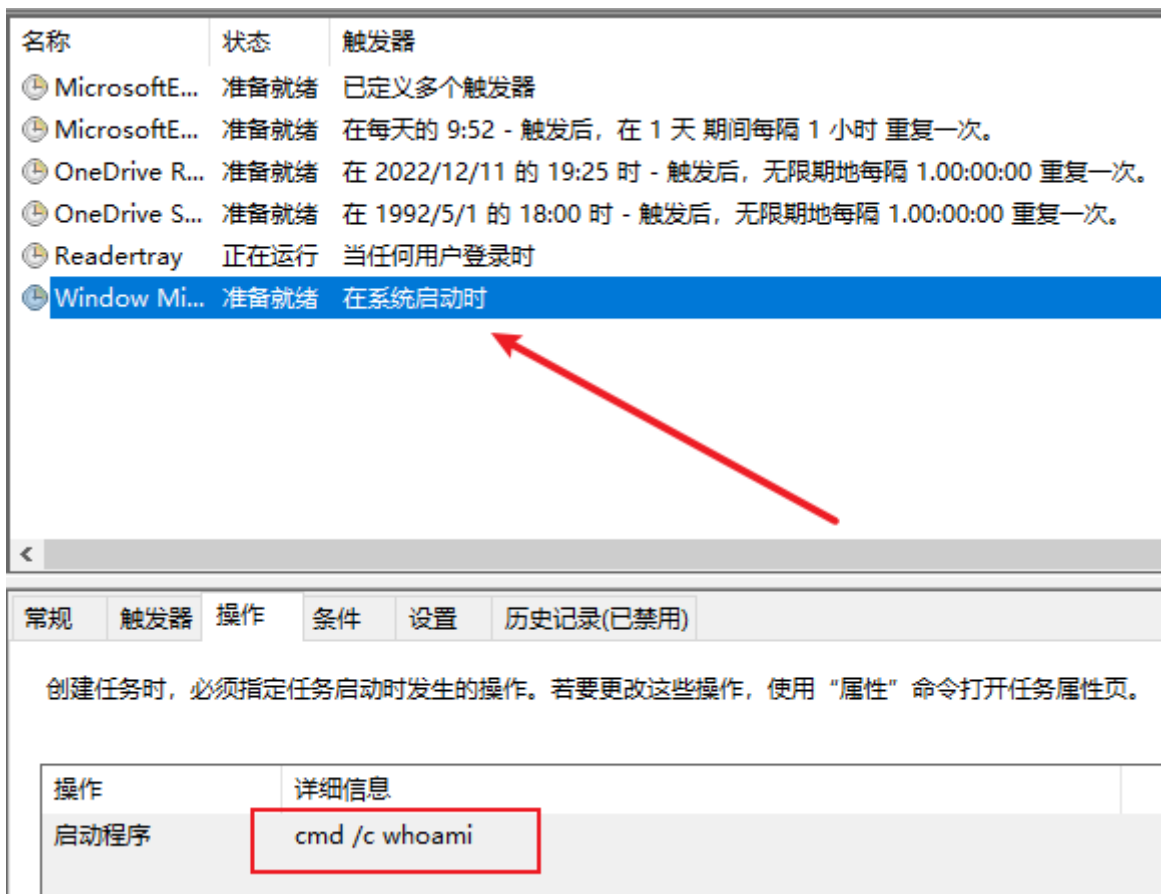 名称 状态 触发器
MicrosoftE... 准备就绪 已定义多个触发器
MicrosoftE... 准备就绪 在每天的 9:52 - 触发后，在 1 天 期间每隔 1 小时 重复一次。
OneDrive R... 准备就绪 在 2022/12/11 的 19:25 时 - 触发后，无限期地每隔 1.00:00:00 重复一次。
OneDrive S... 准备就绪 在 1992/5/1 的 18:00 时 - 触发后，无限期地每隔 1.00:00:00 重复一次。
Readertray 正在运行 当任何用户登录时
Window Mi... 准备就绪 在系统启动时
常规 触发器 操作 条件 设置 历史记录(已禁用)
创建任务时，必须指定任务启动时发生的操作。若要更改这些操作，使用“属性”命令打开任务属性页。
操作 详细信息
启动程序 cmd /c whoami